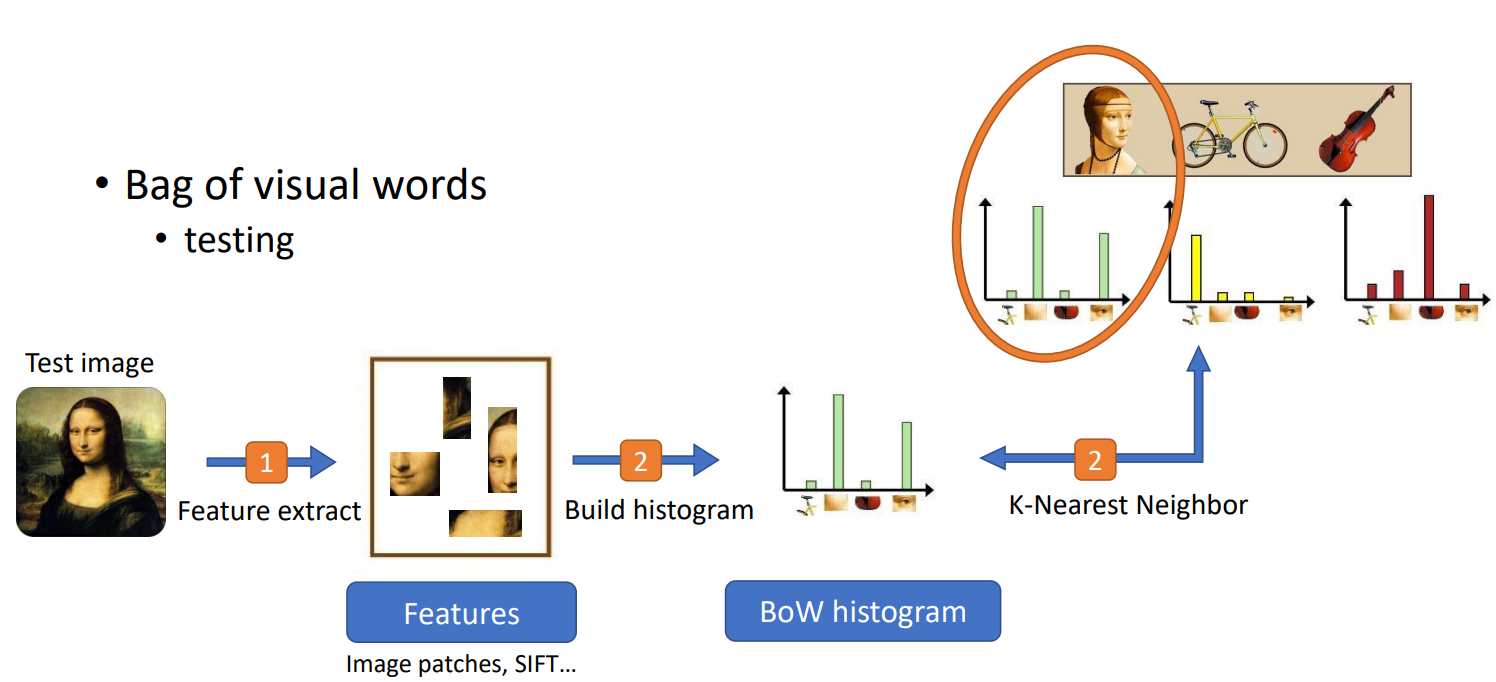 • Bag of visual words
• testing
Test image
1
Feature extract
2
Build histogram
2
K-Nearest Neighbor
Features
Image patches, SIFT...
BoW histogram